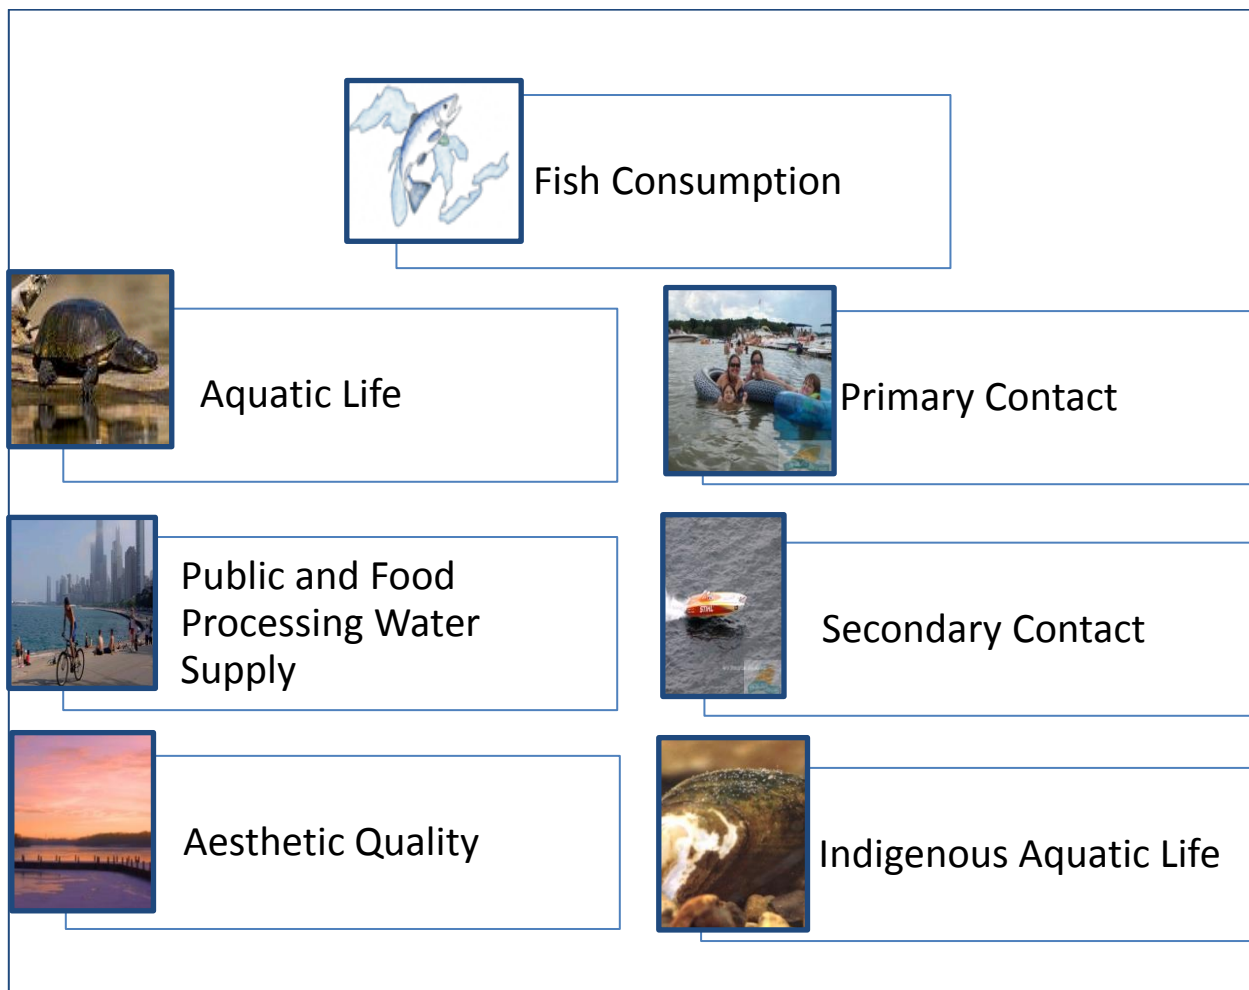 Fish Consumption
Aquatic Life
Primary Contact
Public and Food
Processing Water
Supply
Secondary Contact
STIHL
Aesthetic Quality
Indigenous Aquatic Life